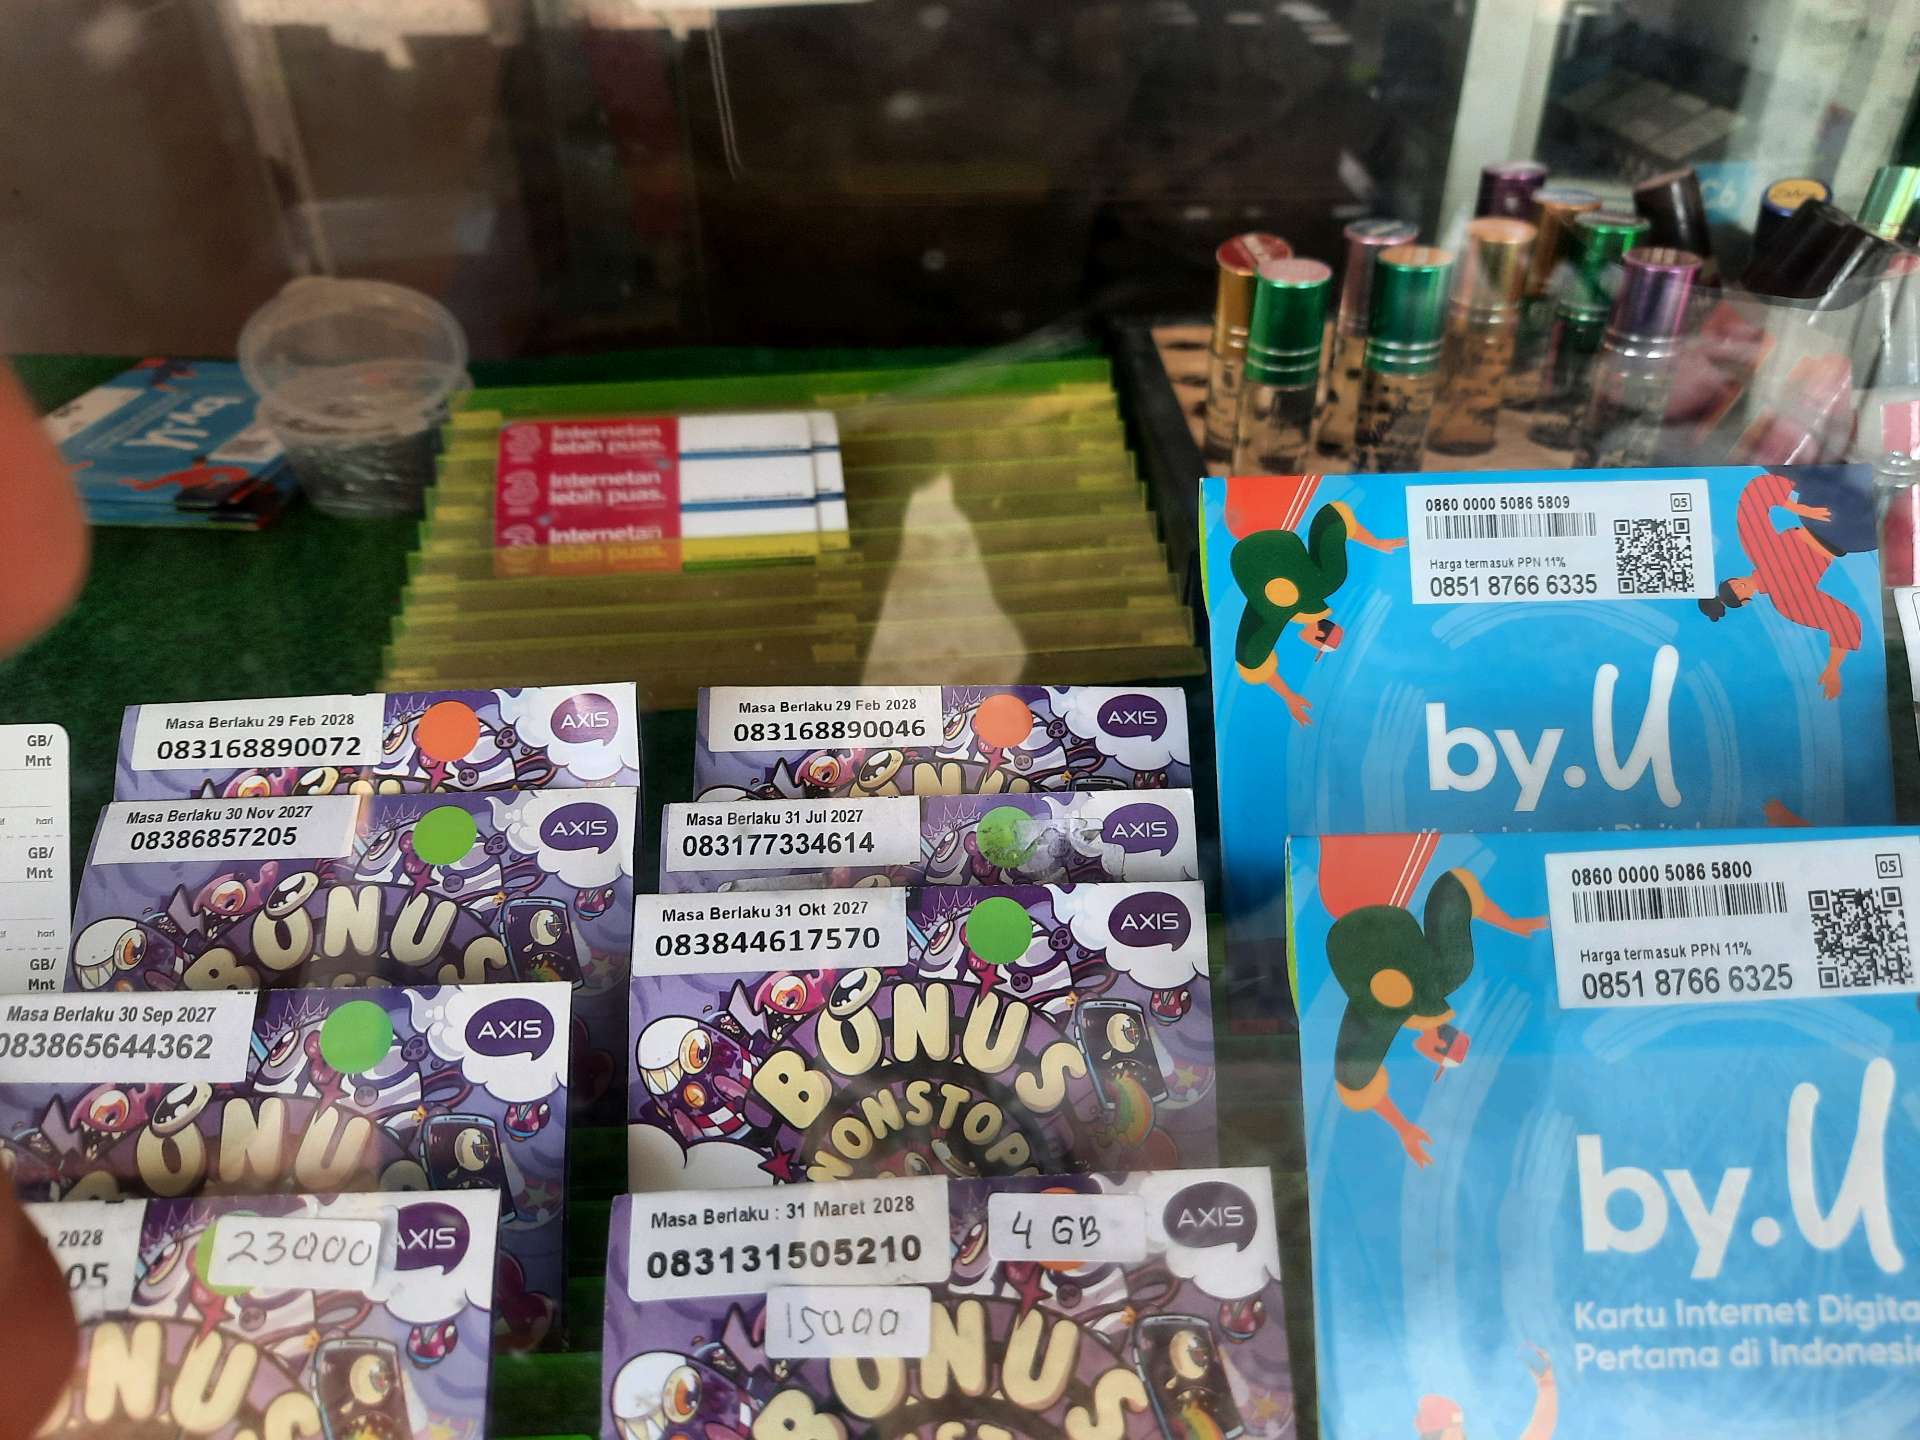 by.U
Internetan
lebih puas.
Internetan
lebih puas.
Internetan
lebih puas.
0860 0000 5086 5809
05
Harga termasuk PPN 11%
0851 8766 6335
by.U
0860 0000 5086 5800
05
Harga termasuk PPN 11%
0851 8766 6325
by.U
Kartu Internet Digita
Pertama di Indonesi
Masa Berlaku 29 Feb 2028
083168890072
AXIS
Masa Berlaku 29 Feb 2028
083168890046
AXIS
GB/
Mnt
hari
GB/
Mnt
hari
GB/
Mnt
Masa Berlaku 30 Nov 2027
08386857205
AXIS
BONUS
Masa Berlaku 31 Jul 2027
083177334614
AXIS
Masa Berlaku 31 Okt 2027
083844617570
AXIS
BONUS
NONSTOP
Masa Berlaku 30 Sep 2027
083865644362
AXIS
ONU
2028
05
23000
AXIS
NUS
Masa Berlaku : 31 Maret 2028
083131505210
4 GB
AXIS
15000
BONUS